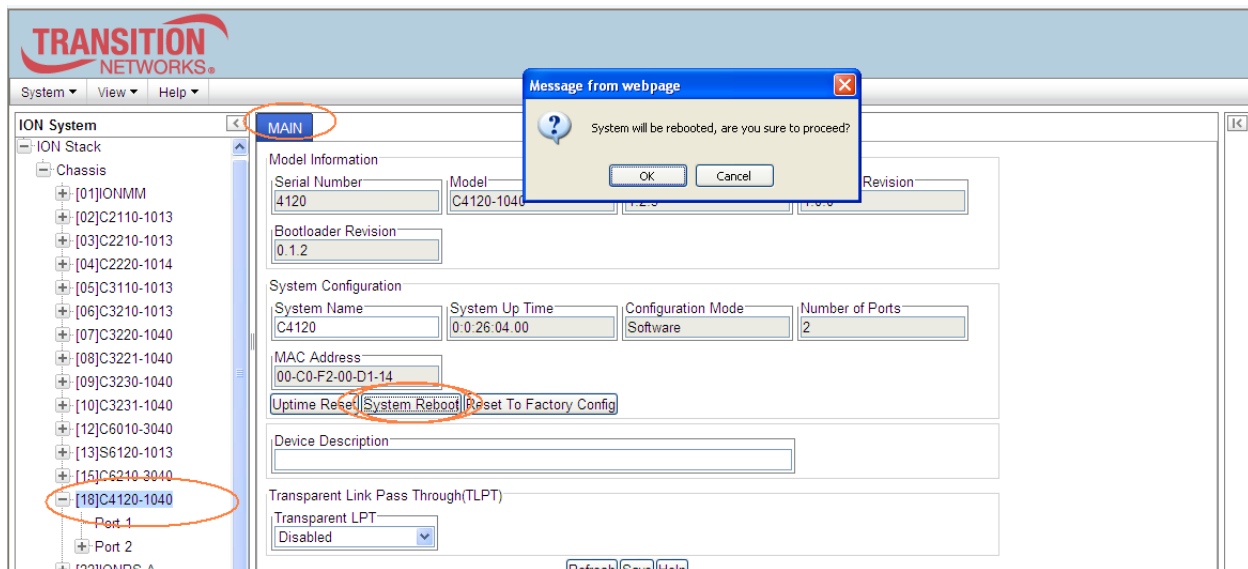 TRANSITION
NETWORKS®
System View Help
Message from webpage
System will be rebooted, are you sure to proceed?
OK Cancel
ION System
ION Stack
Chassis
[01]IONMM
[02]C2110-1013
[03]C2210-1013
[04]C2220-1014
[05]C3110-1013
[06]C3210-1013
[07]C3220-1040
[08]C3221-1040
[09]C3230-1040
[10]C3231-1040
[12]C6010-3040
[13]S6120-1013
[15]C6210-3040
[18]C4120-1040
Port 1
Port 2
MAIN
Model Information
Serial Number Model Revision
4120 C4120-1040
Bootloader Revision
0.1.2
System Configuration
System Name System Up Time Configuration Mode Number of Ports
C4120 0:0:26:04.00 Software 2
MAC Address
00-C0-F2-00-D1-14
Uptime Reset System Reboot Reset To Factory Config
Device Description
Transparent Link Pass Through(TLPT)
Transparent LPT
Disabled
Refresh Save Help